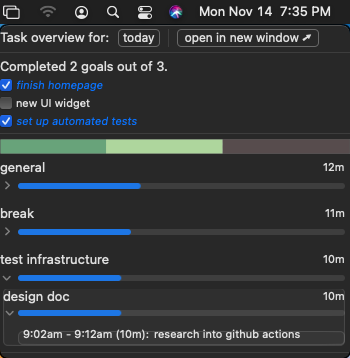 Mon Nov 14 7:35 PM
Task overview for: today open in new window ➚
Completed 2 goals out of 3.
finish homepage
new UI widget
set up automated tests
general 12m
break 11m
test infrastructure 10m
design doc 10m
9:02am - 9:12am (10m): research into github actions